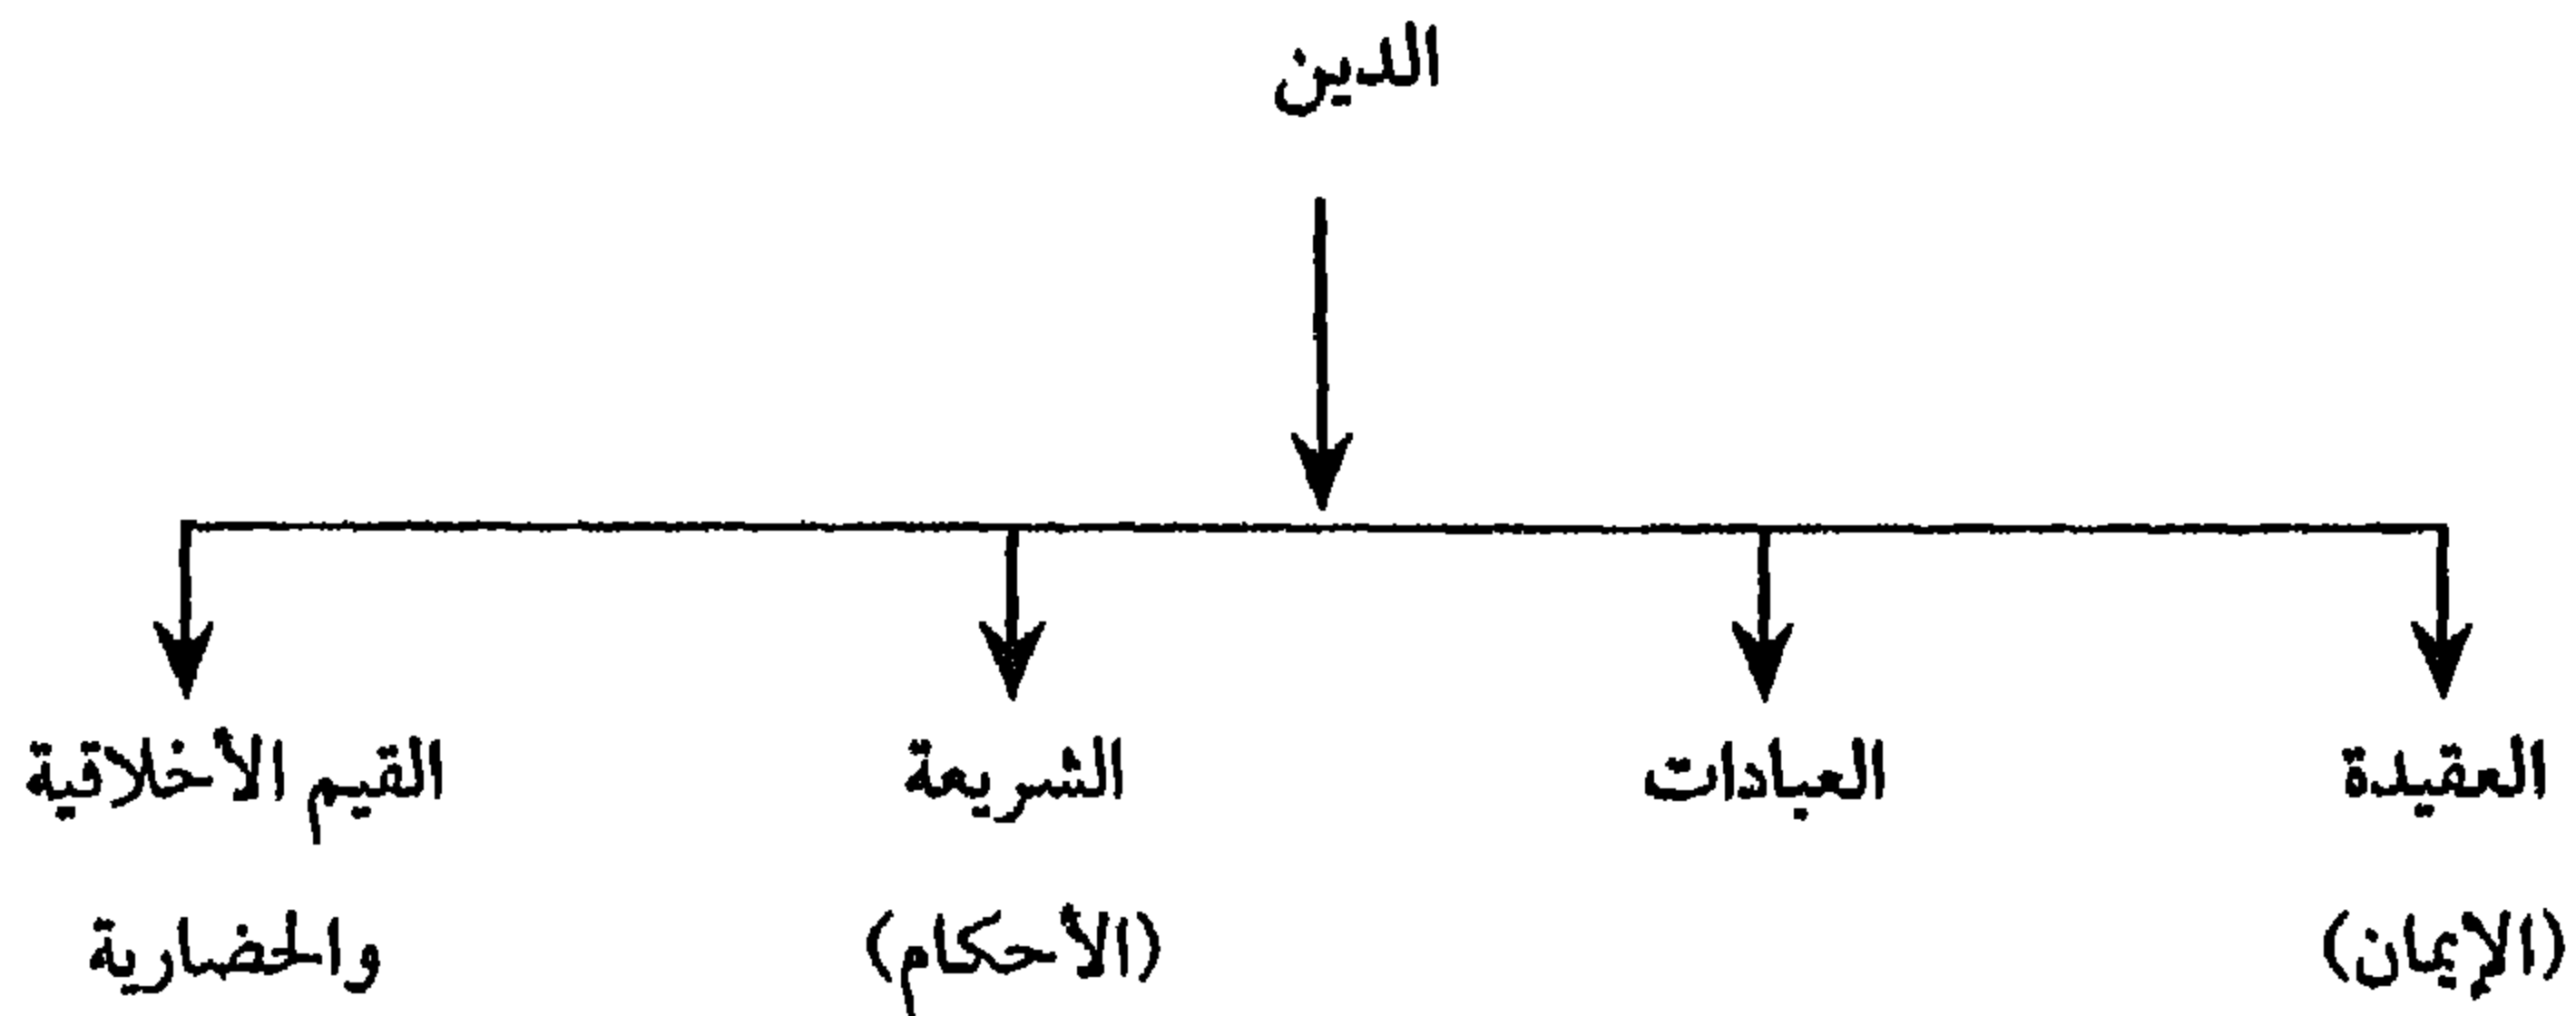 الدين
العقيدة العبادات الشريعة القيم الأخلاقية
(الإيمان) (الأحكام) والحضارية